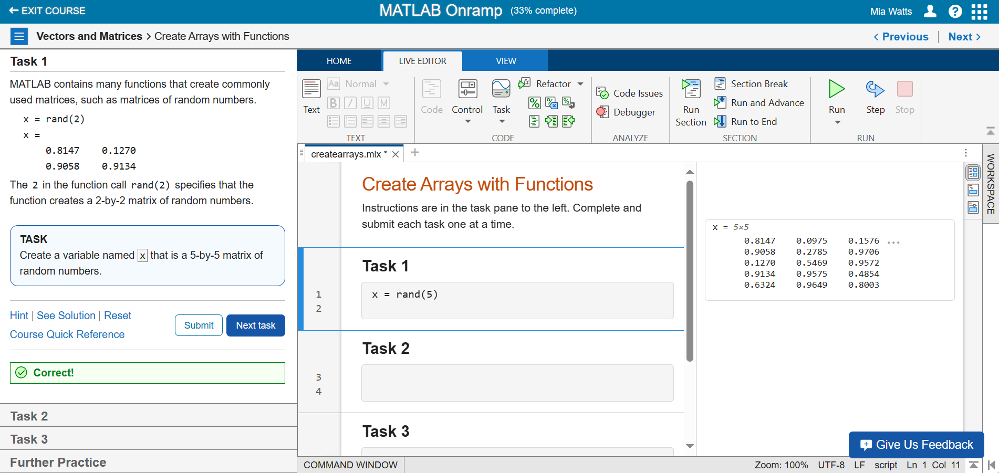 EXIT COURSE
MATLAB Onramp (33% complete)
Mia Watts
Vectors and Matrices > Create Arrays with Functions
< Previous | Next >
Task 1
MATLAB contains many functions that create commonly
used matrices, such as matrices of random numbers.
x = rand(2)
x =
0.8147 0.1270
0.9058 0.9134
The 2 in the function call rand(2) specifies that the
function creates a 2-by-2 matrix of random numbers.
TASK
Create a variable named x that is a 5-by-5 matrix of
random numbers.
Hint | See Solution | Reset
Course Quick Reference
Submit
Next task
Correct!
Task 2
Task 3
Further Practice
HOME
LIVE EDITOR
VIEW
Text
Aa Normal
B I U M
TEXT
Code
Control
Task
Refactor
CODE
Code Issues
Debugger
ANALYZE
Run
Section
Section Break
Run and Advance
Run to End
SECTION
Run
Step
Stop
RUN
createarrays.mlx *
Create Arrays with Functions
Instructions are in the task pane to the left. Complete and
submit each task one at a time.
Task 1
1 x = rand(5)
2
Task 2
3
4
Task 3
x = 5×5
0.8147 0.0975 0.1576 ...
0.9058 0.2785 0.9706
0.1270 0.5469 0.9572
0.9134 0.9575 0.4854
0.6324 0.9649 0.8003
WORKSPACE
Give Us Feedback
COMMAND WINDOW
Zoom: 100% UTF-8 LF script Ln 1 Col 11